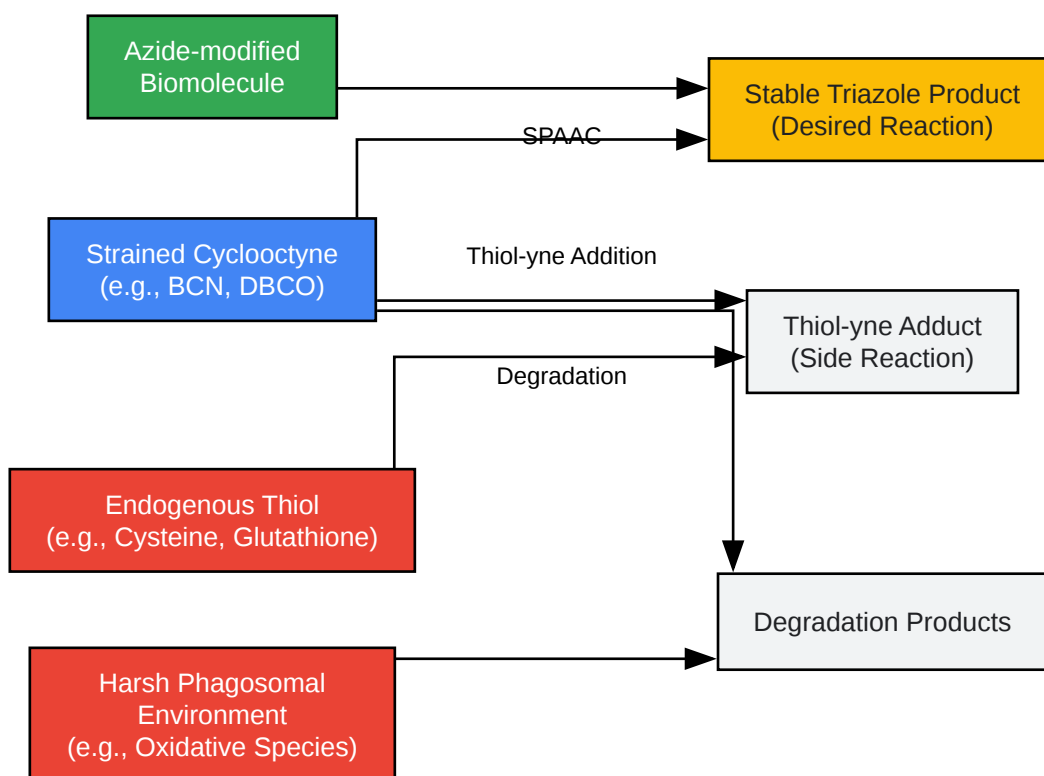 Azide-modified
Biomolecule
Stable Triazole Product
(Desired Reaction)
SPAAC
Strained Cyclooctyne
(e.g., BCN, DBCO)
Thiol-yne Addition
Thiol-yne Adduct
(Side Reaction)
Degradation
Endogenous Thiol
(e.g., Cysteine, Glutathione)
Degradation Products
Harsh Phagosomal
Environment
(e.g., Oxidative Species)